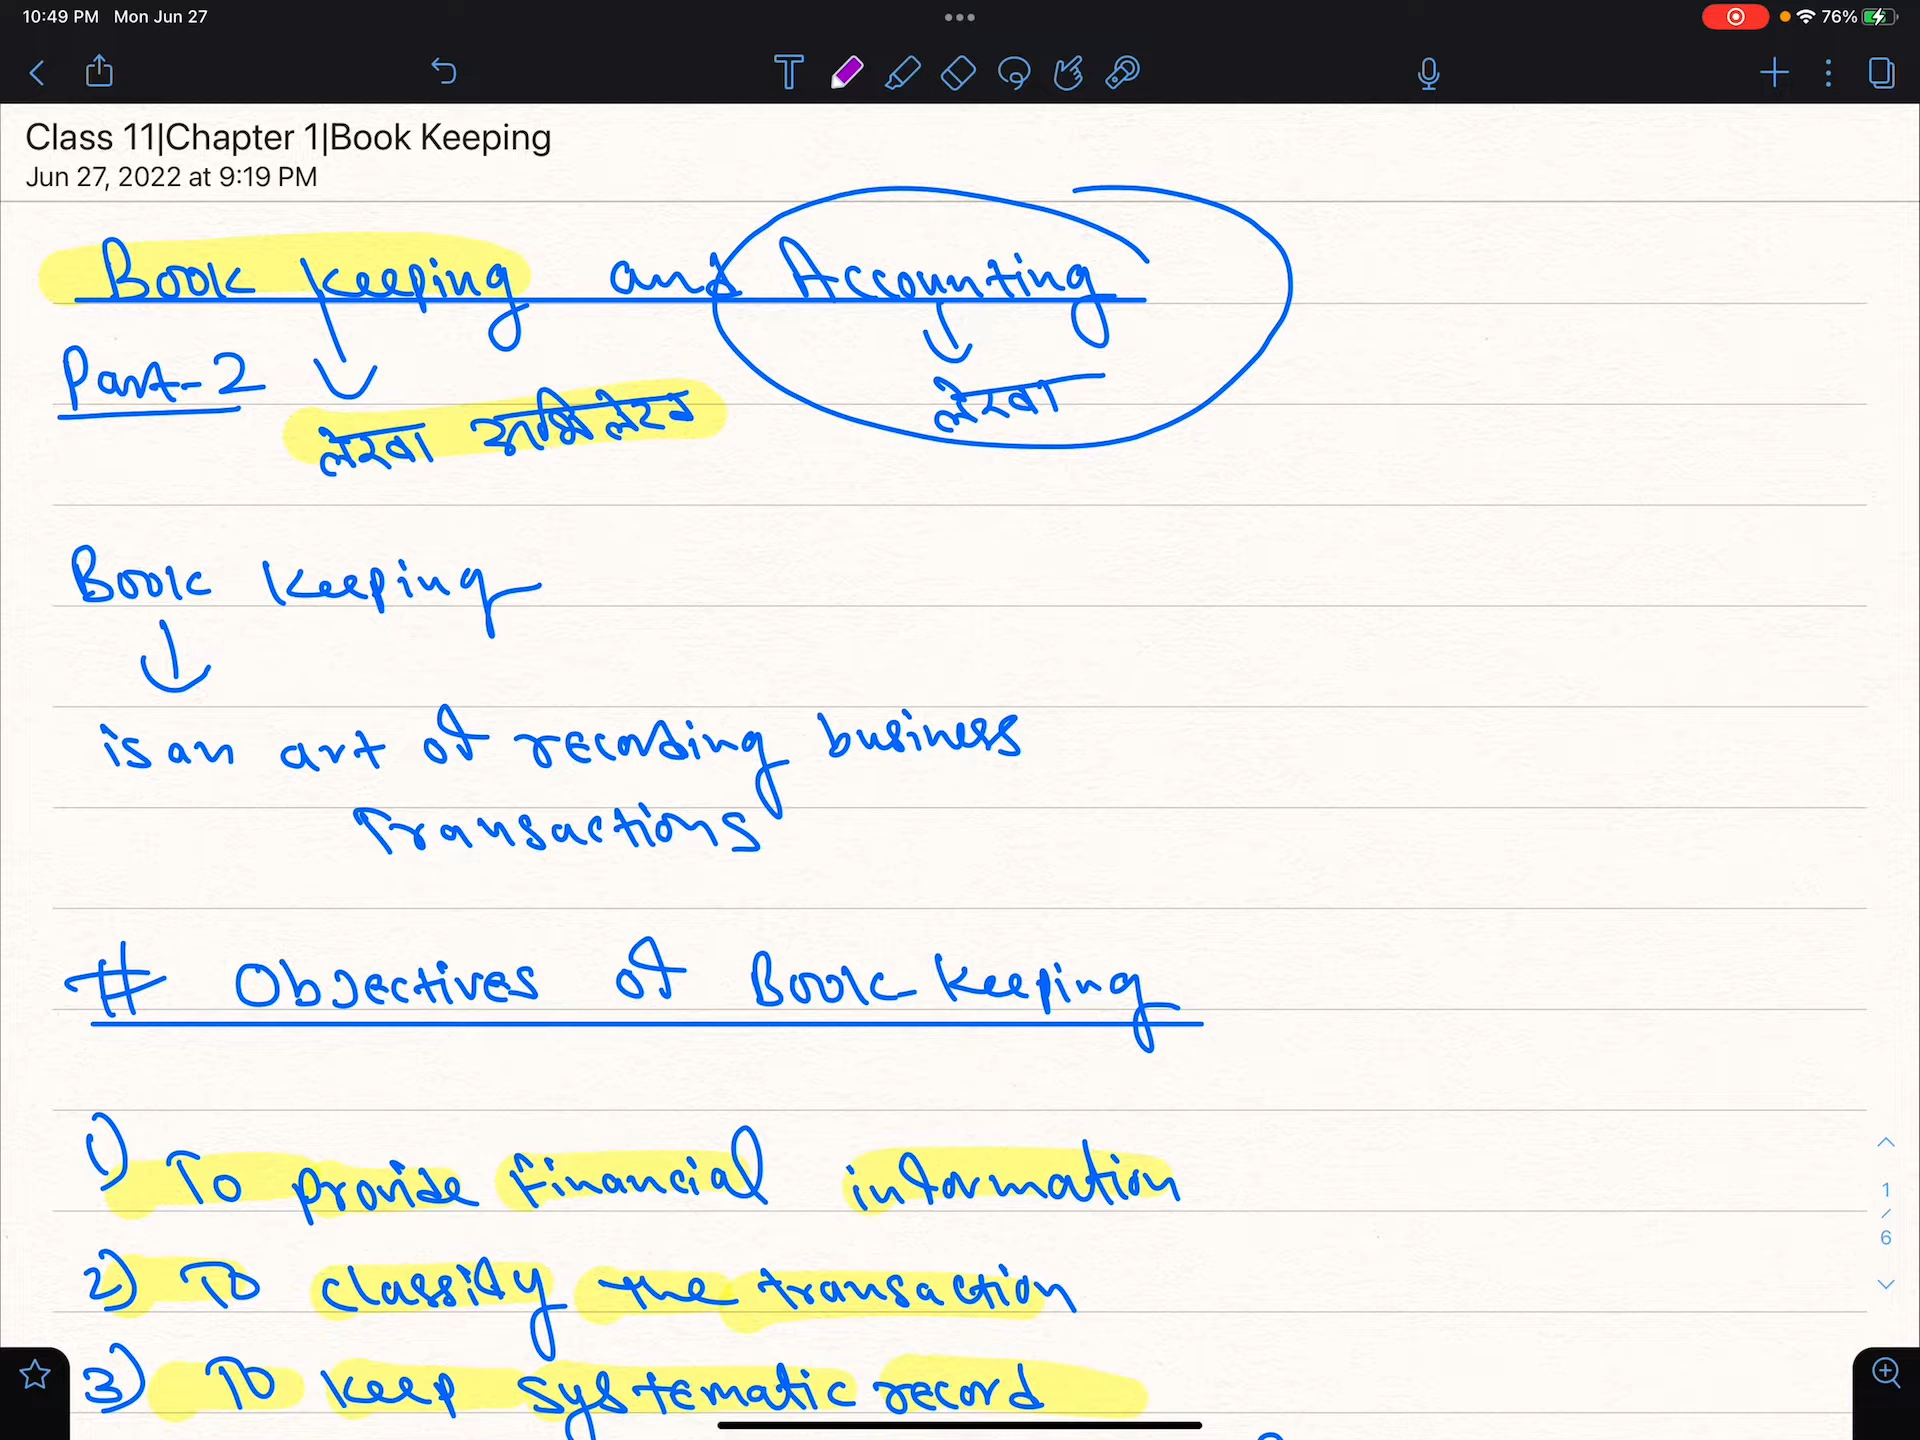 10:49 PM Mon Jun 27
76%
Class 11|Chapter 1|Book Keeping
Jun 27, 2022 at 9:19 PM
Book Keeping and Accounting
Part-2
लेखा
लेखा अभिलेख
Book Keeping
is an art of recording business
Transactions
# Objectives of Book Keeping
1) To provide financial information
2) To classify the transaction
3) To keep systematic record
1
/
6